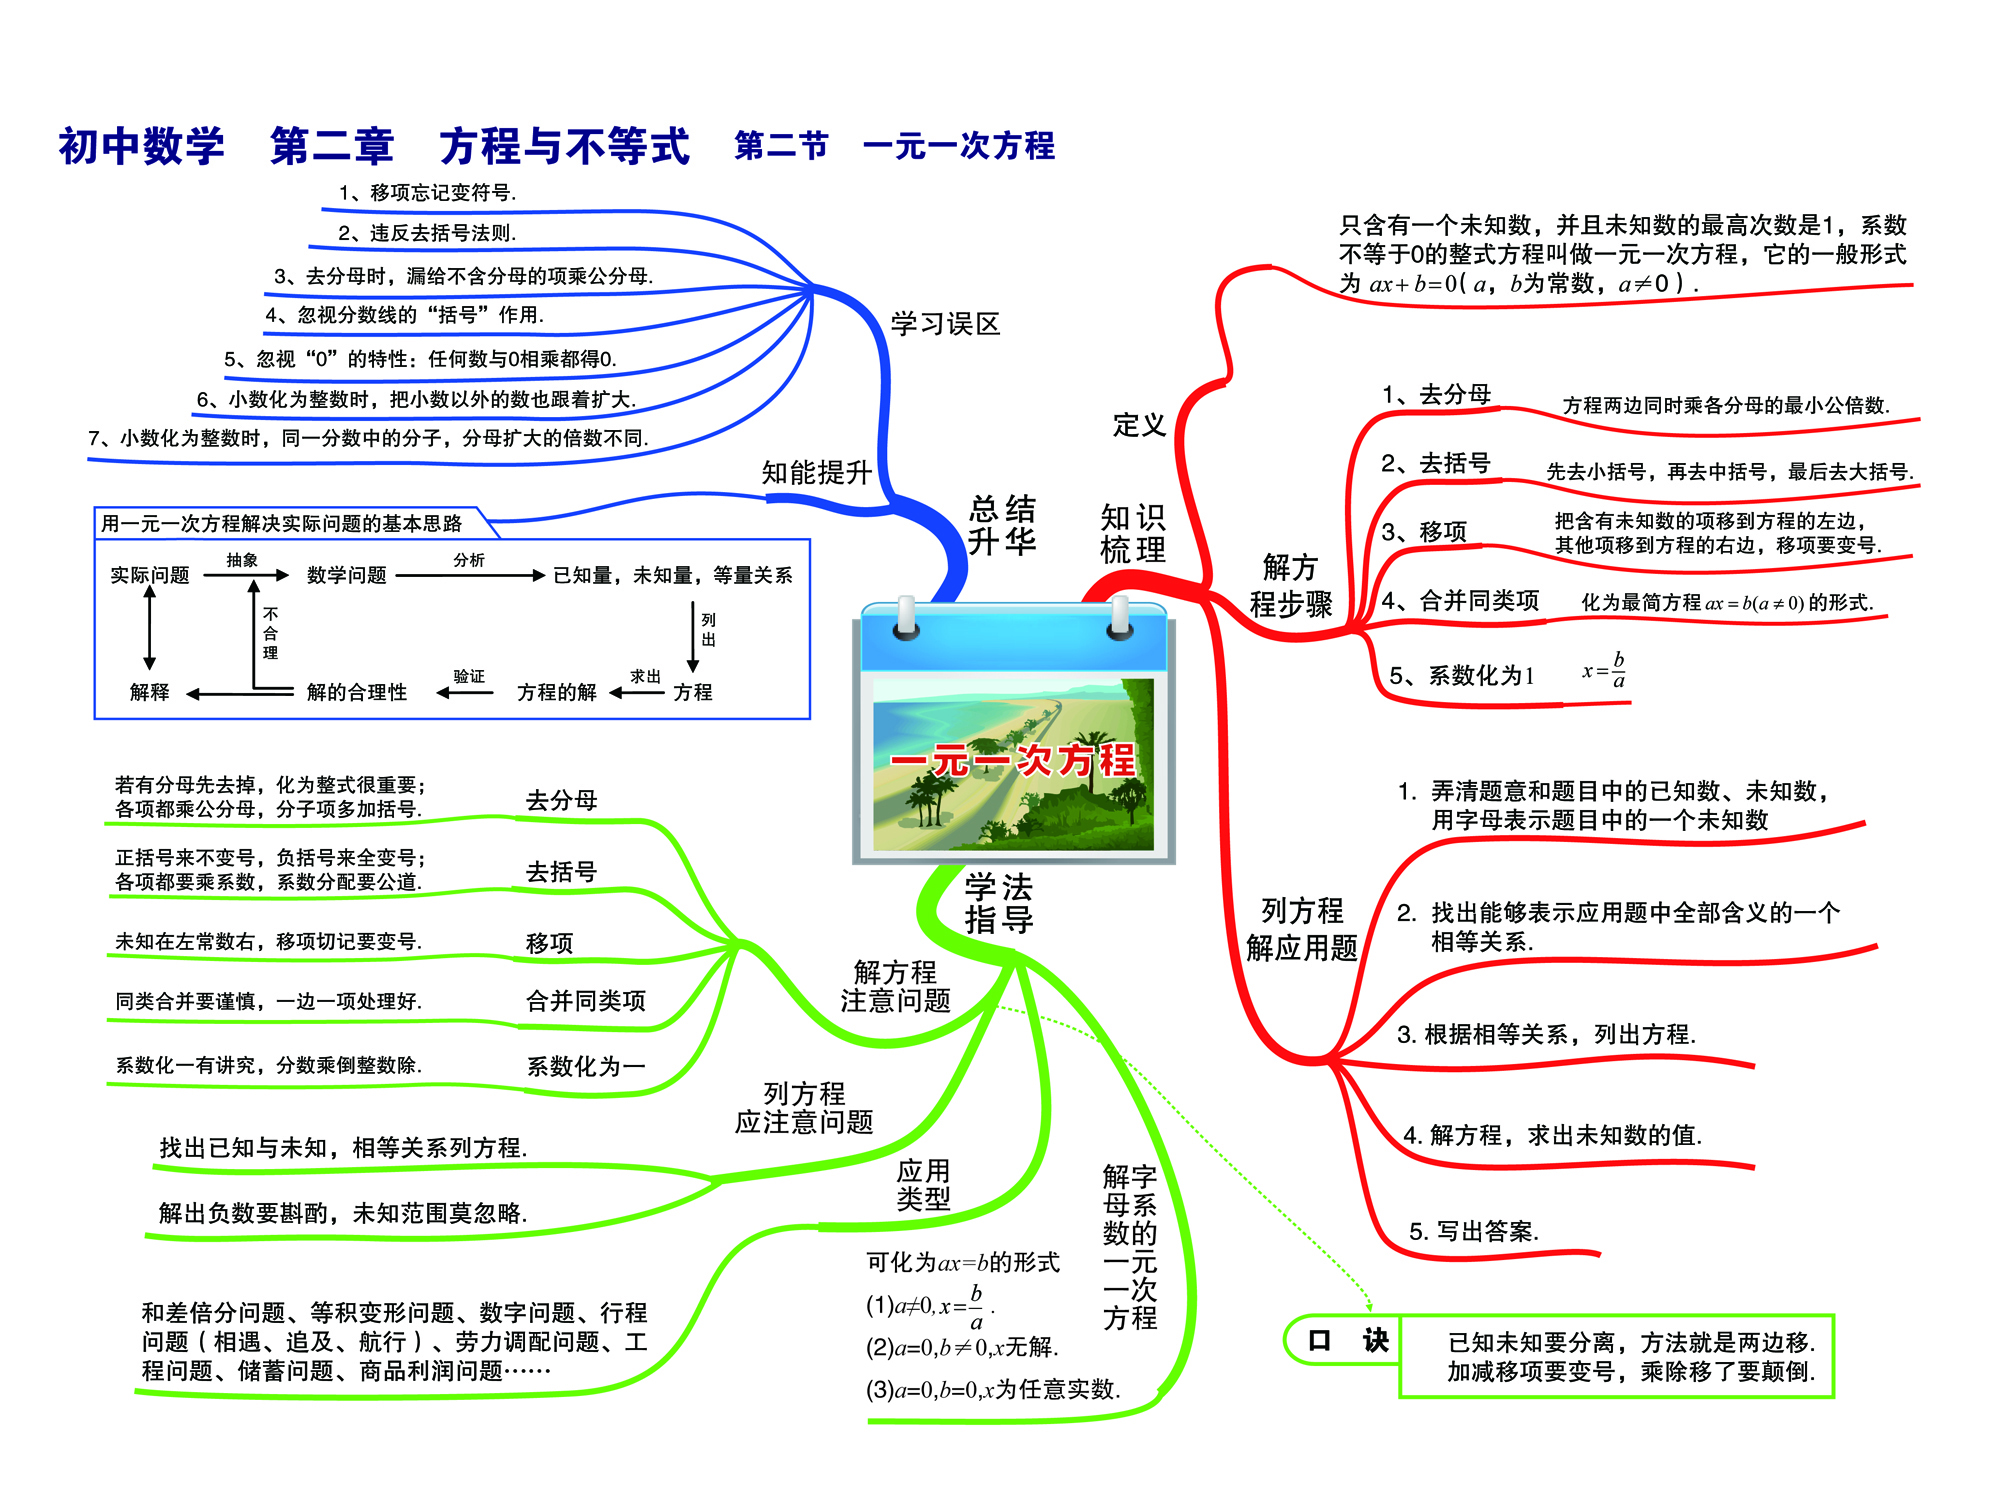 初中数学 第二章 方程与不等式 第二节 一元一次方程
1、移项忘记变符号.
2、违反去括号法则.
3、去分母时，漏给不含分母的项乘公分母.
4、忽视分数线的“括号”作用.
5、忽视“0”的特性：任何数与0相乘都得0.
6、小数化为整数时，把小数以外的数也跟着扩大.
7、小数化为整数时，同一分数中的分子，分母扩大的倍数不同.
学习误区
知能提升
总结
升华
用一元一次方程解决实际问题的基本思路
实际问题
抽象
数学问题
分析
已知量，未知量，等量关系
不合理
列出
解释
解的合理性
验证
方程的解
求出
方程
一元一次方程
知识
梳理
定义
只含有一个未知数，并且未知数的最高次数是1，系数
不等于0的整式方程叫做一元一次方程，它的一般形式
为 ax+b=0(a，b为常数，a≠0).
解方
程步骤
1、去分母
方程两边同时乘各分母的最小公倍数.
2、去括号
先去小括号，再去中括号，最后去大括号.
3、移项
把含有未知数的项移到方程的左边，
其他项移到方程的右边，移项要变号.
4、合并同类项
化为最简方程 ax=b(a≠0) 的形式.
5、系数化为1
x=b/a
列方程
解应用题
1. 弄清题意和题目中的已知数、未知数，
用字母表示题目中的一个未知数
2. 找出能够表示应用题中全部含义的一个
相等关系.
3. 根据相等关系，列出方程.
4. 解方程，求出未知数的值.
5. 写出答案.
学法
指导
解方程
注意问题
若有分母先去掉，化为整式很重要；
各项都乘公分母，分子项多加括号.
去分母
正括号来不变号，负括号来全变号；
各项都要乘系数，系数分配要公道.
去括号
未知在左常数右，移项切记要变号.
移项
同类合并要谨慎，一边一项处理好.
合并同类项
系数化一有讲究，分数乘倒整数除.
系数化为一
列方程
应注意问题
找出已知与未知，相等关系列方程.
解出负数要斟酌，未知范围莫忽略.
应用
类型
和差倍分问题、等积变形问题、数字问题、行程
问题（相遇、追及、航行）、劳力调配问题、工
程问题、储蓄问题、商品利润问题……
解字
母系
数的
一元
一次
方程
可化为ax=b的形式
(1)a≠0,x=b/a.
(2)a=0,b≠0,x无解.
(3)a=0,b=0,x为任意实数.
口 诀
已知未知要分离，方法就是两边移.
加减移项要变号，乘除移了要颠倒.